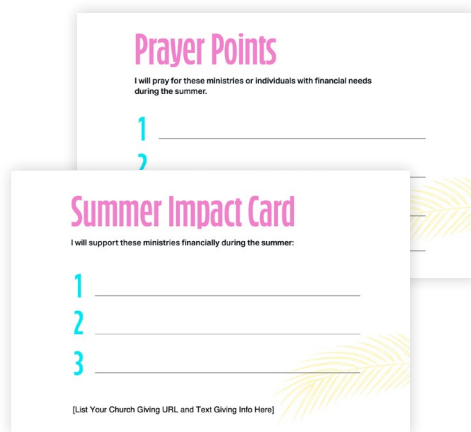 Prayer Points
I will pray for these ministries or individuals with financial needs
during the summer.
1
2
Summer Impact Card
I will support these ministries financially during the summer:
1
2
3
[List Your Church Giving URL and Text Giving Info Here]